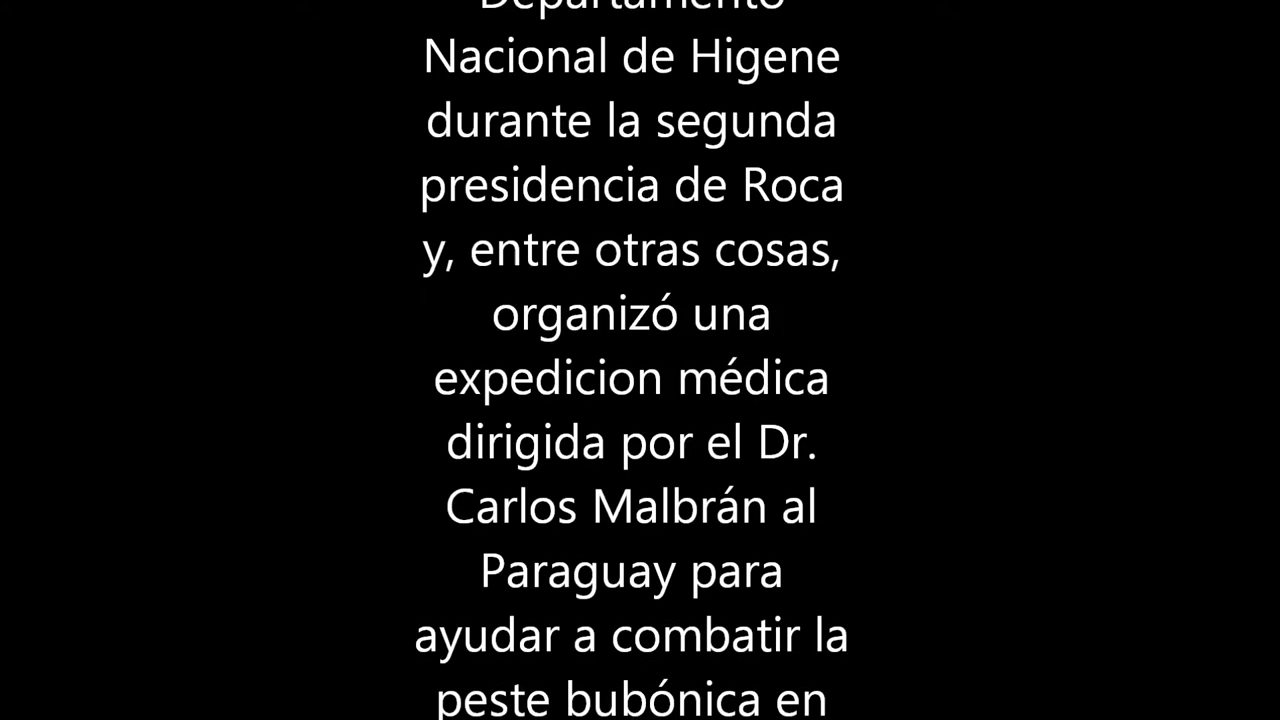 Departamento
Nacional de Higene
durante la segunda
presidencia de Roca
y, entre otras cosas,
organizó una
expedicion médica
dirigida por el Dr.
Carlos Malbrán al
Paraguay para
ayudar a combatir la
peste bubónica en